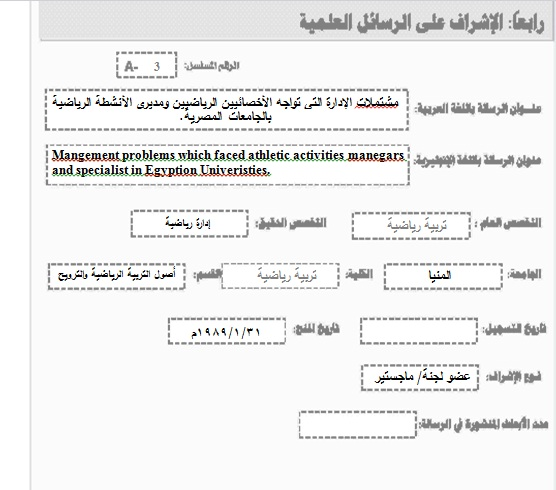 رابعاً: الإشراف على الرسائل العلمية
الرقم المسلسل: A- 3
عنوان الرسالة باللغة العربية: مشتملات الإدارة التى تواجه الأخصائيين الرياضيين ومديرى الأنشطة الرياضية
بالجامعات المصرية.
عنوان الرسالة باللغة الإنجليزية: Mangement problems which faced athletic activities manegars
and specialist in Egyption Univeristies.
التخصص العام: تربية رياضية التخصص الدقيق: إدارة رياضية
الجامعة: المنيا الكلية: تربية رياضية القسم: أصول التربية الرياضية والترويح
تاريخ التسجيل: تاريخ المنح: ١٩٨٩/١/٣١م
نوع الإشراف: عضو لجنة/ ماجستير
عدد الأبحاث المنشورة في الرسالة: